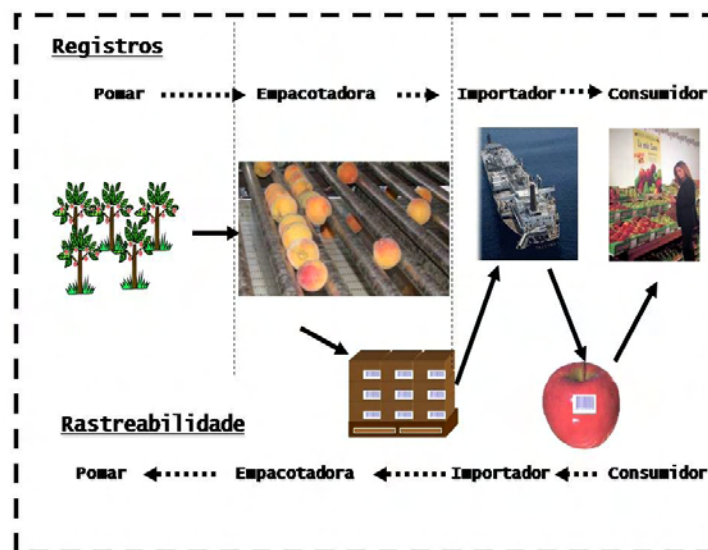 Registros
Pomar Empacotadora Importador Consumidor
Rastreabilidade
Pomar Empacotadora Importador Consumidor